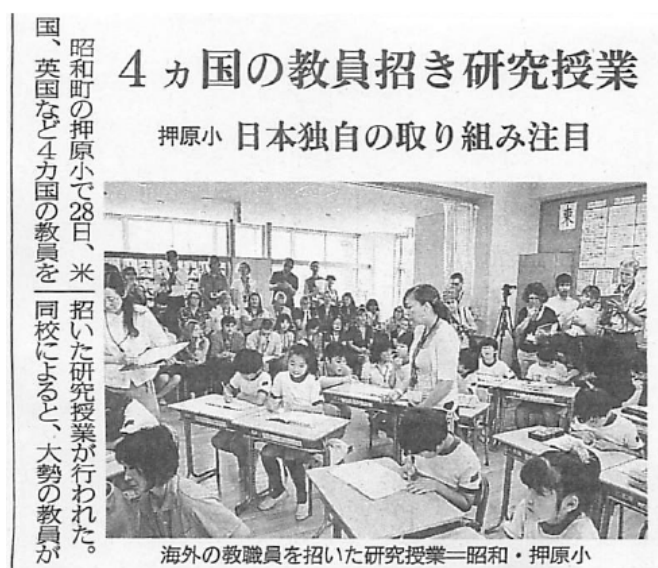 4ヵ国の教員招き研究授業
押原小 日本独自の取り組み注目
昭和町の押原小で28日、米
国、英国など4カ国の教員を
招いた研究授業が行われた。
同校によると、大勢の教員が
東
海外の教職員を招いた研究授業=昭和・押原小